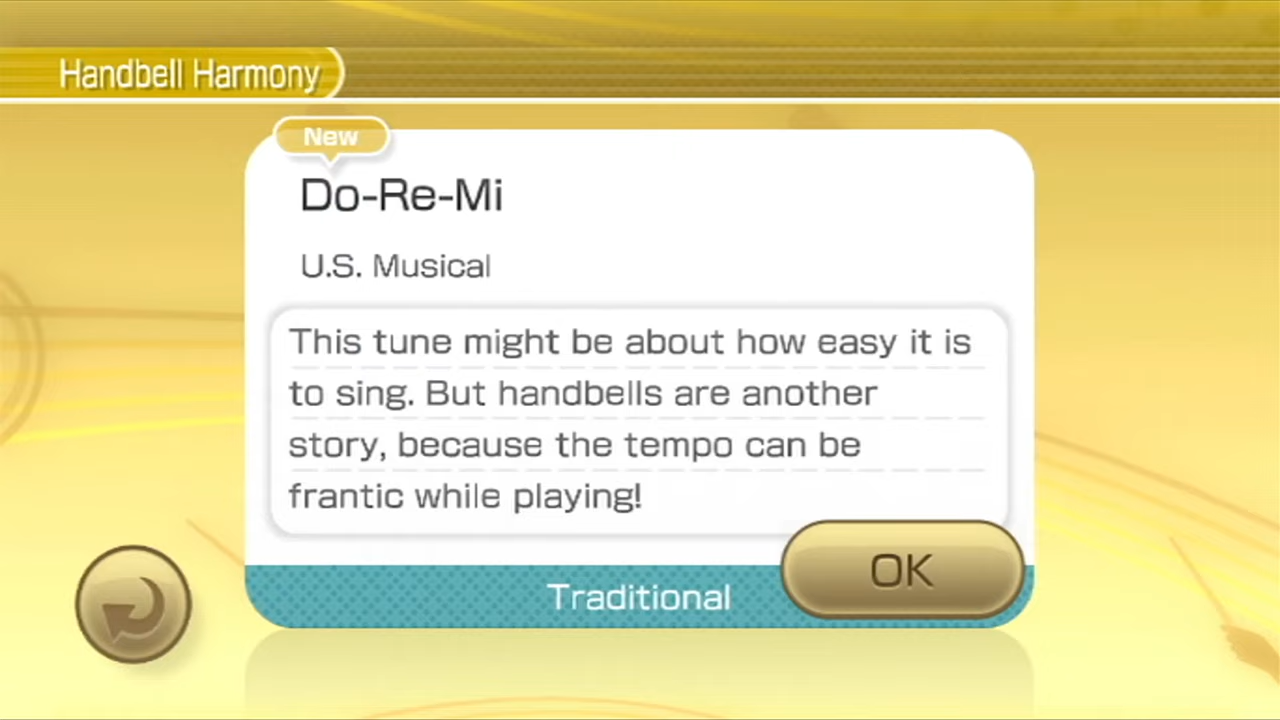 Handbell Harmony
New
Do-Re-Mi
U.S. Musical
This tune might be about how easy it is
to sing. But handbells are another
story, because the tempo can be
frantic while playing!
OK
Traditional